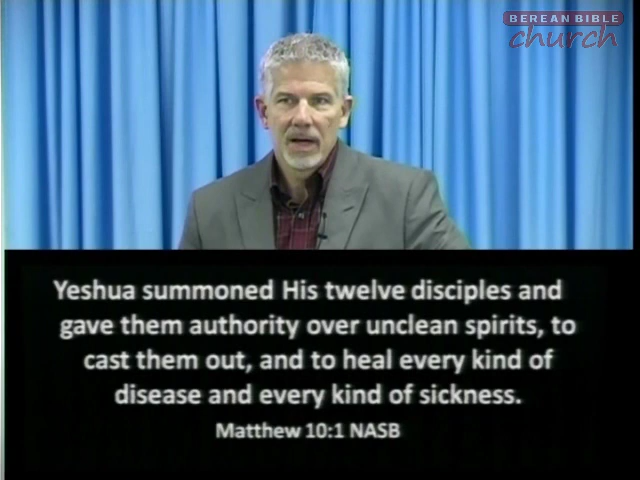 BEREAN BIBLE
church
Yeshua summoned His twelve disciples and
gave them authority over unclean spirits, to
cast them out, and to heal every kind of
disease and every kind of sickness.
Matthew 10:1 NASB